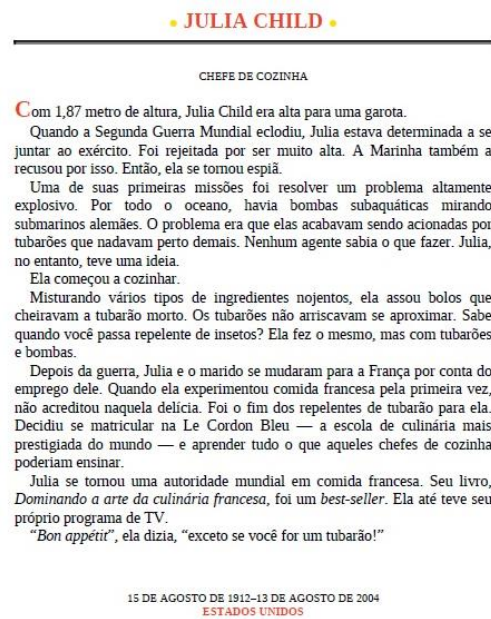 • JULIA CHILD •
CHEFE DE COZINHA
Com 1,87 metro de altura, Julia Child era alta para uma garota.
Quando a Segunda Guerra Mundial eclodiu, Julia estava determinada a se
juntar ao exército. Foi rejeitada por ser muito alta. A Marinha também a
recusou por isso. Então, ela se tornou espiã.
Uma de suas primeiras missões foi resolver um problema altamente
explosivo. Por todo o oceano, havia bombas subaquáticas mirando
submarinos alemães. O problema era que elas acabavam sendo acionadas por
tubarões que nadavam perto demais. Nenhum agente sabia o que fazer. Julia,
no entanto, teve uma ideia.
Ela começou a cozinhar.
Misturando vários tipos de ingredientes nojentos, ela assou bolos que
cheiravam a tubarão morto. Os tubarões não arriscavam se aproximar. Sabe
quando você passa repelente de insetos? Ela fez o mesmo, mas com tubarões
e bombas.
Depois da guerra, Julia e o marido se mudaram para a França por conta do
emprego dele. Quando ela experimentou comida francesa pela primeira vez,
não acreditou naquela delícia. Foi o fim dos repelentes de tubarão para ela.
Decidiu se matricular na Le Cordon Bleu — a escola de culinária mais
prestigiada do mundo — e aprender tudo o que aqueles chefes de cozinha
poderiam ensinar.
Julia se tornou uma autoridade mundial em comida francesa. Seu livro,
Dominando a arte da culinária francesa, foi um best-seller. Ela até teve seu
próprio programa de TV.
“Bon appétit”, ela dizia, “exceto se você for um tubarão!”
15 DE AGOSTO DE 1912–13 DE AGOSTO DE 2004
ESTADOS UNIDOS